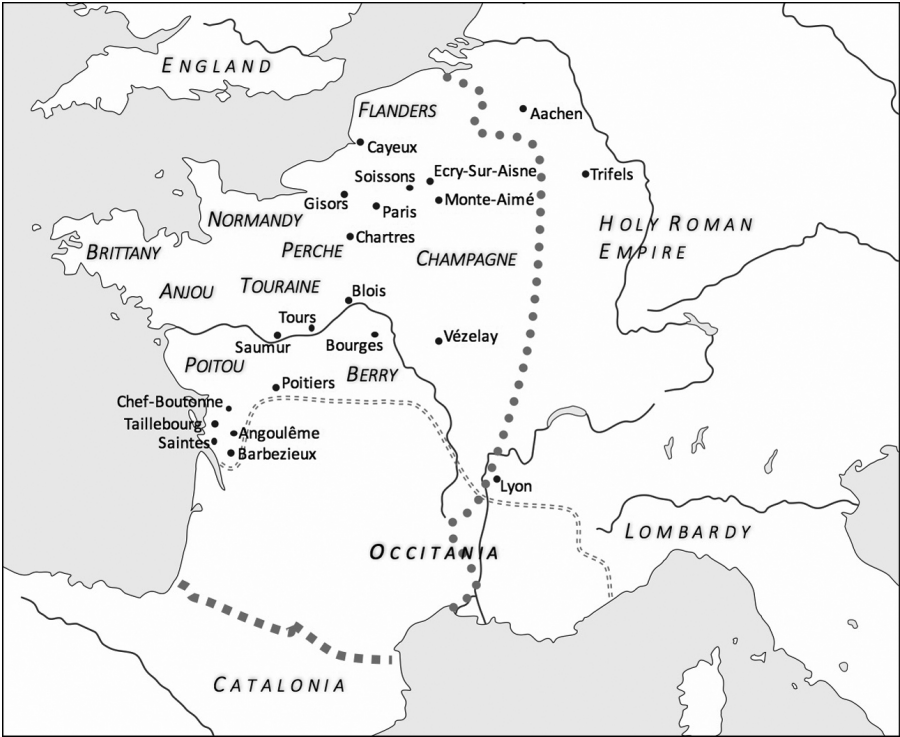 ENGLAND
FLANDERS
Aachen
Cayeux
Soissons
Ecry-Sur-Aisne
Trifels
Gisors
Paris
Monte-Aimé
NORMANDY
HOLY ROMAN
EMPIRE
Chartres
BRITTANY
PERCHE
CHAMPAGNE
ANJOU
TOURAINE
Blois
Tours
Saumur
Bourges
Vézelay
POITOU
BERRY
Poitiers
Chef-Boutonne
Taillebourg
Angoulême
Saintes
Barbezieux
Lyon
LOMBARDY
OCCITANIA
CATALONIA